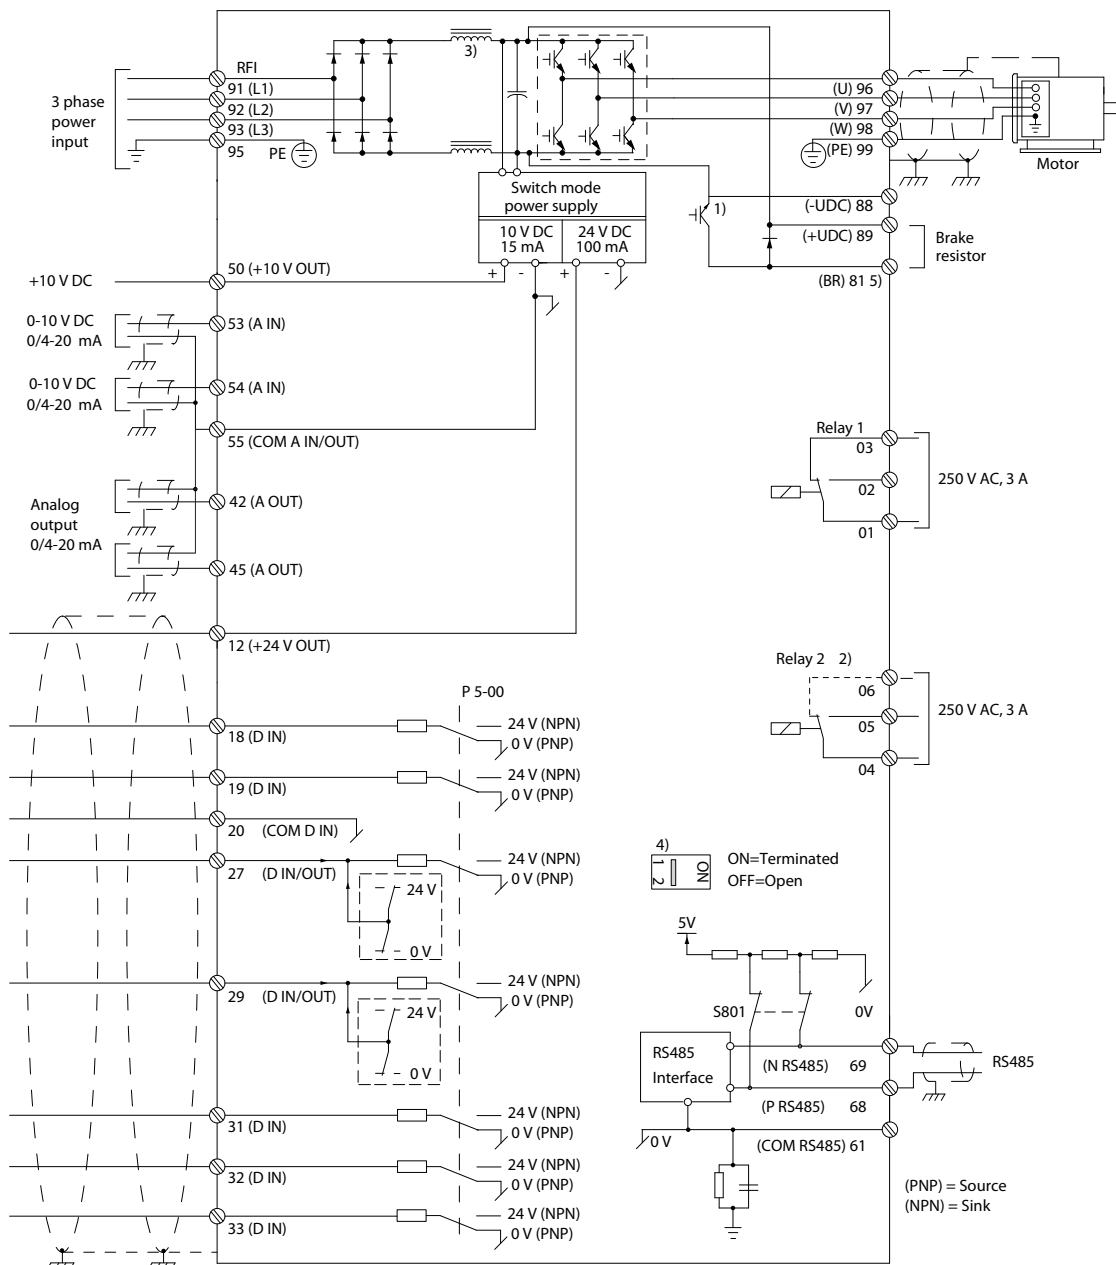 RFI
91 (L1)
92 (L2)
93 (L3)
95
PE
3 phase
power
input
3)
(U) 96
(V) 97
(W) 98
(PE) 99
Motor
Switch mode
power supply
10 V DC
15 mA
24 V DC
100 mA
+
-
+
-
1)
(-UDC) 88
(+UDC) 89
(BR) 81 5)
Brake
resistor
+10 V DC
50 (+10 V OUT)
0-10 V DC
0/4-20 mA
53 (A IN)
0-10 V DC
0/4-20 mA
54 (A IN)
55 (COM A IN/OUT)
Analog
output
0/4-20 mA
42 (A OUT)
45 (A OUT)
12 (+24 V OUT)
Relay 1
03
02
01
250 V AC, 3 A
Relay 2 2)
06
05
04
250 V AC, 3 A
P 5-00
18 (D IN)
24 V (NPN)
0 V (PNP)
19 (D IN)
24 V (NPN)
0 V (PNP)
20 (COM D IN)
27 (D IN/OUT)
24 V (NPN)
0 V (PNP)
24 V
0 V
29 (D IN/OUT)
24 V (NPN)
0 V (PNP)
24 V
0 V
31 (D IN)
24 V (NPN)
0 V (PNP)
32 (D IN)
24 V (NPN)
0 V (PNP)
33 (D IN)
24 V (NPN)
0 V (PNP)
4)
1 2
ON
ON=Terminated
OFF=Open
5V
S801
0V
RS485
Interface
(N RS485) 69
(P RS485) 68
RS485
0 V
(COM RS485) 61
(PNP) = Source
(NPN) = Sink